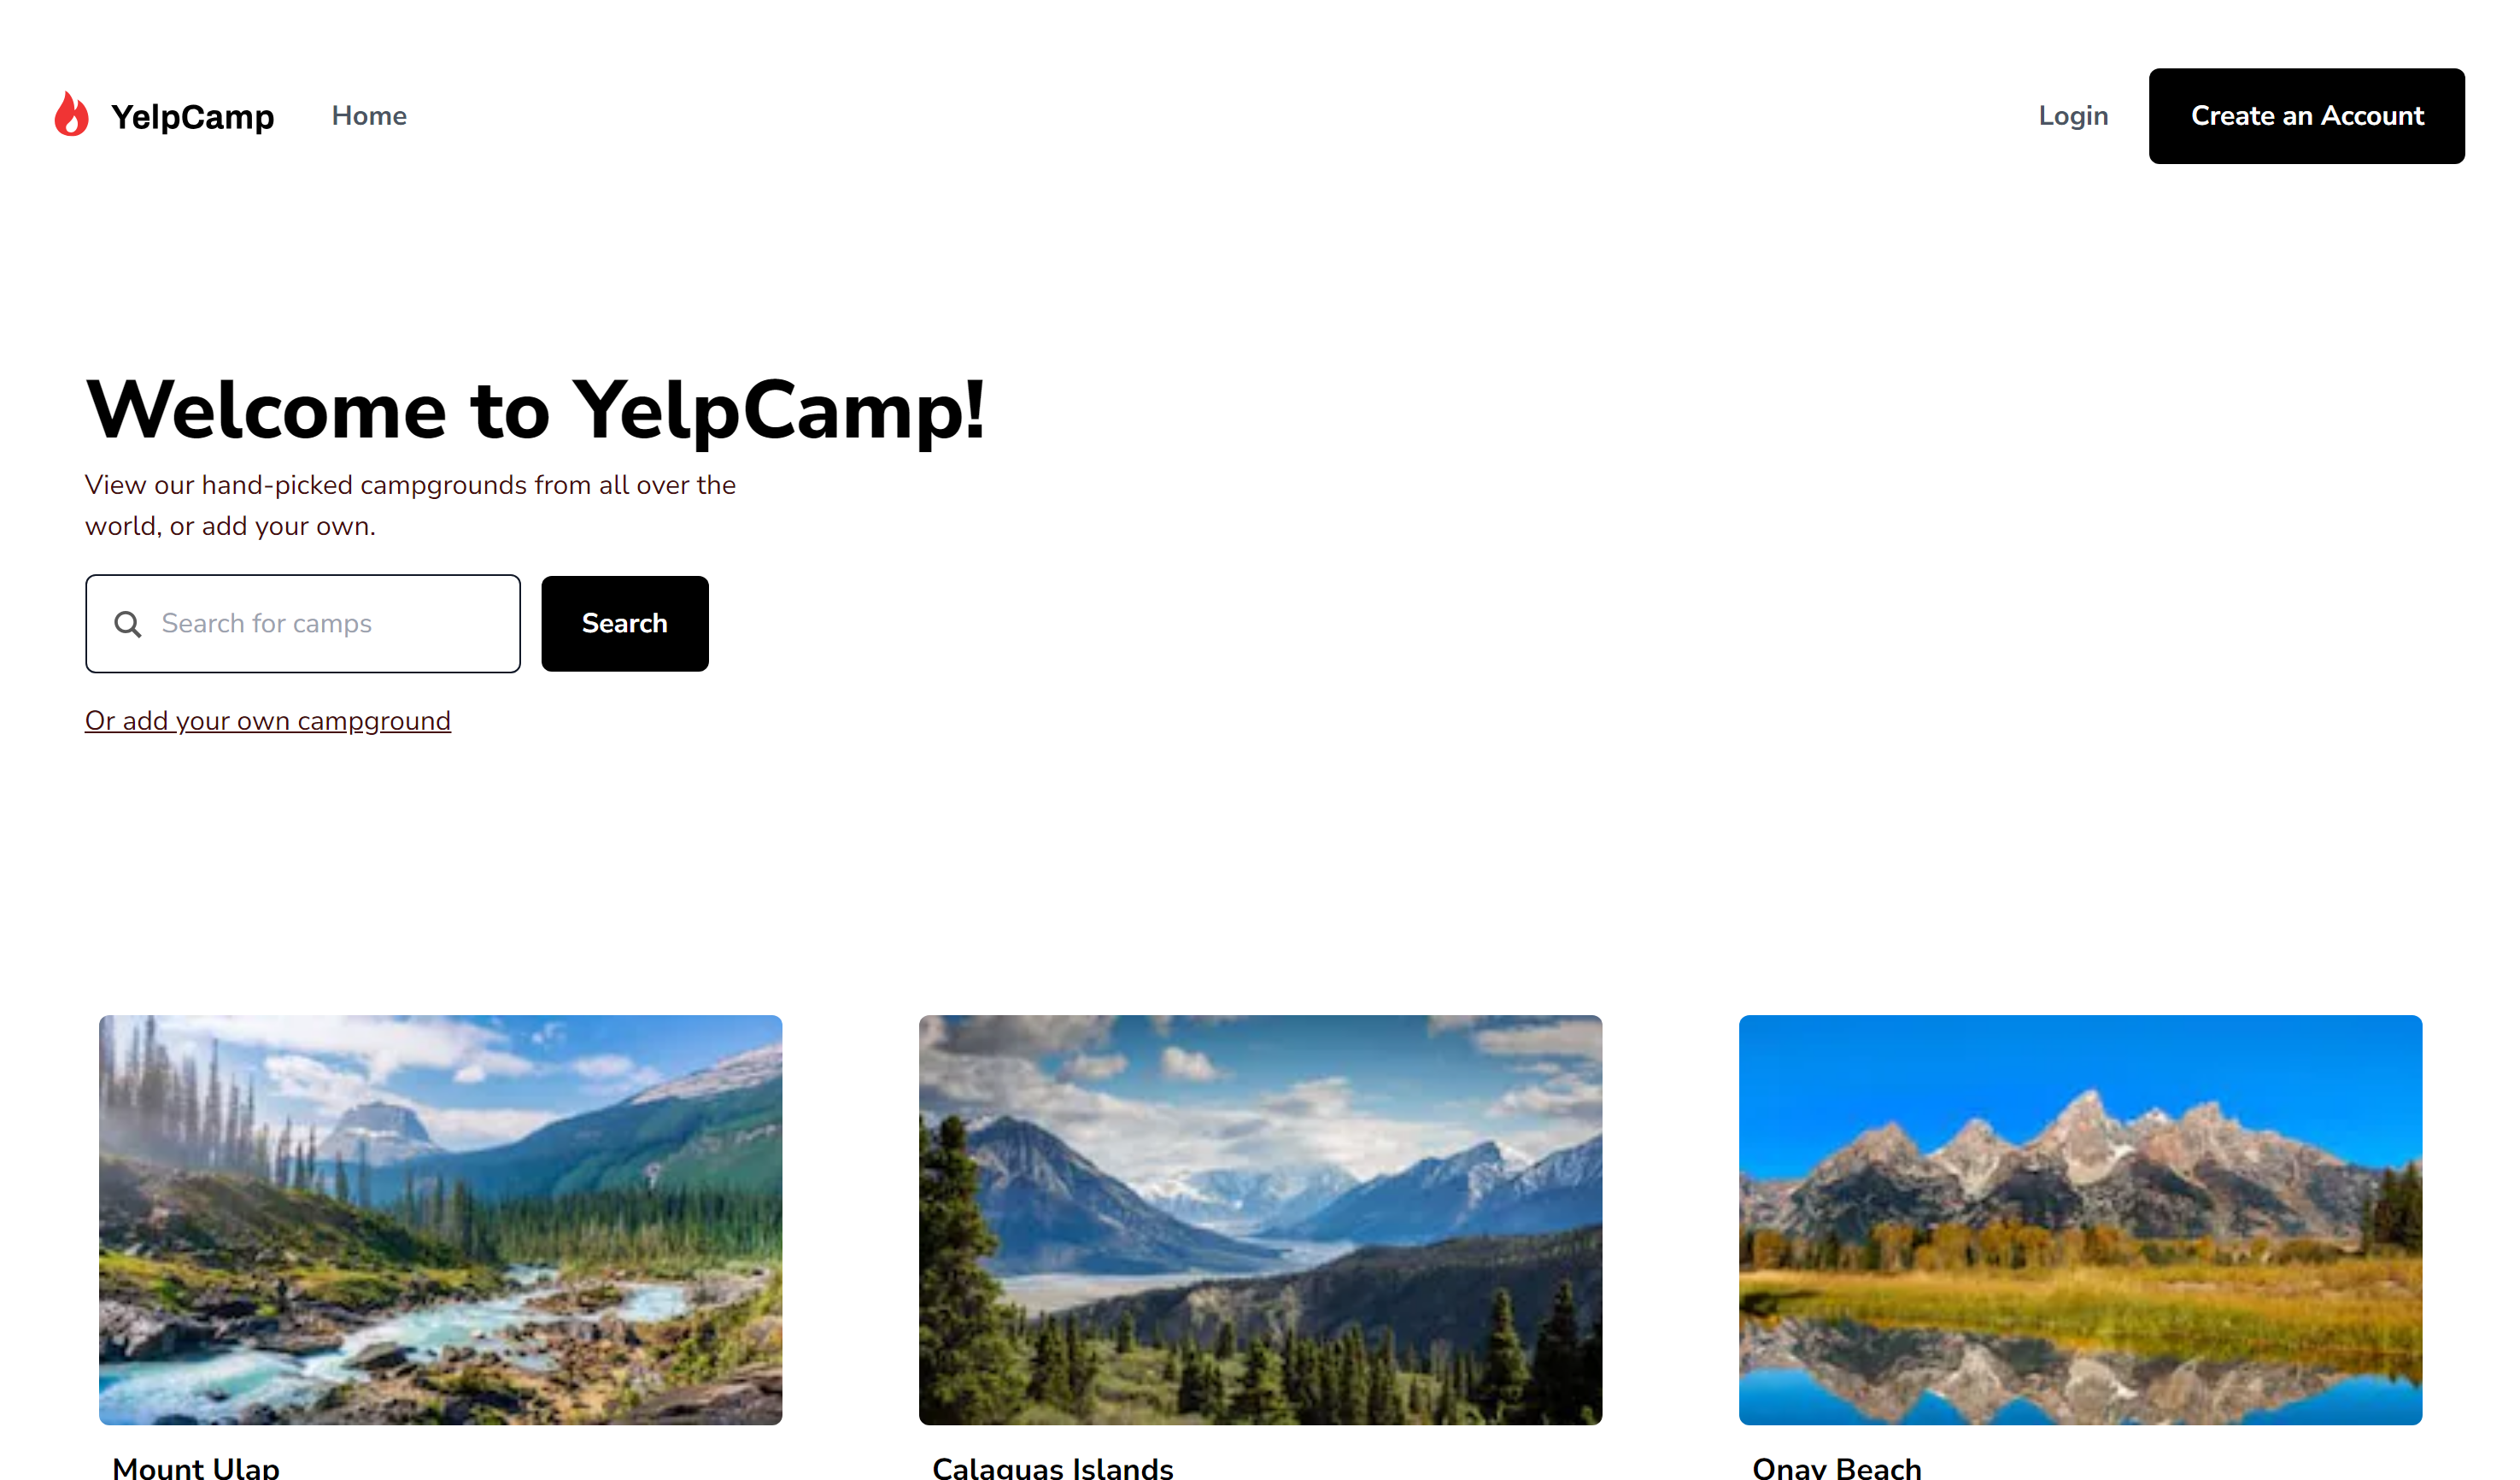 YelpCamp
Home
Login
Create an Account
Welcome to YelpCamp!
View our hand-picked campgrounds from all over the
world, or add your own.
Search for camps
Search
Or add your own campground
Mount Ulap
Calaguas Islands
Onay Beach